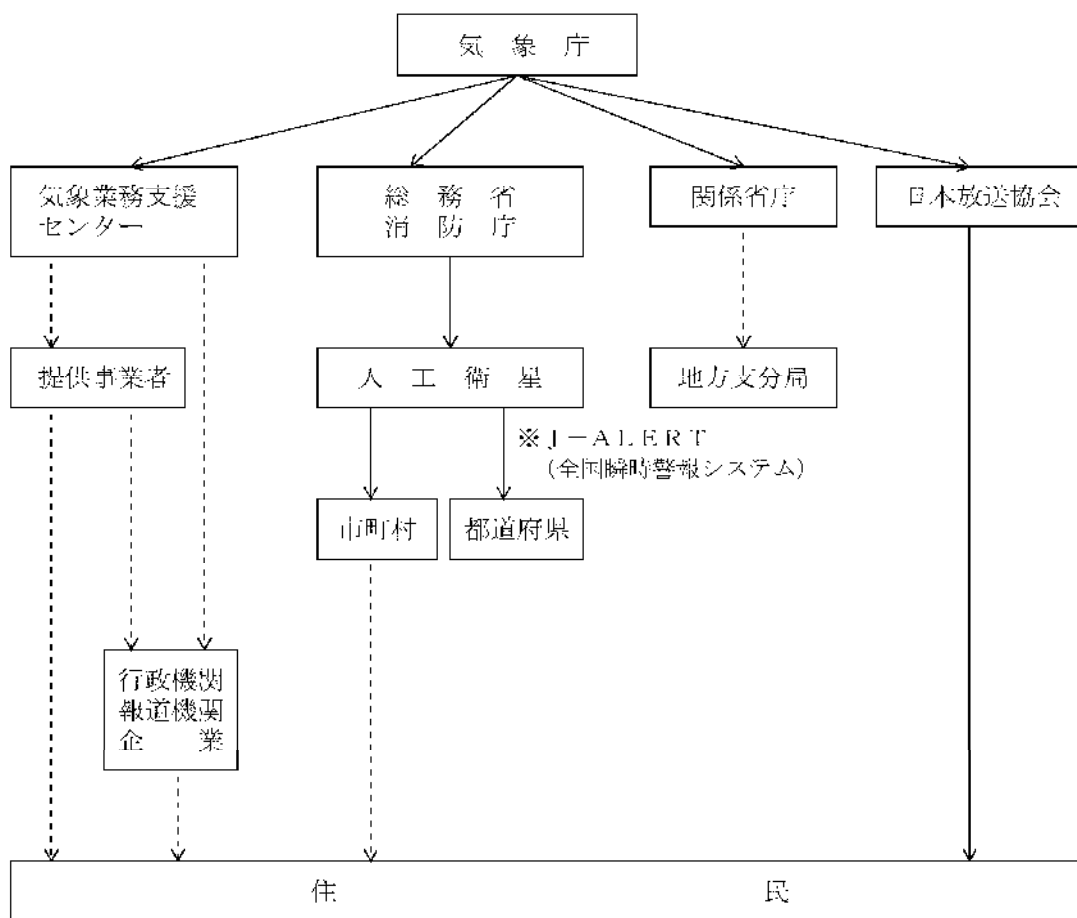 気象庁
気象業務支援
センター
総務省
消防庁
関係省庁
日本放送協会
提供事業者
人工衛星
地方支分局
※J－ALERT
(全国瞬時警報システム)
市町村
都道府県
行政機関
報道機関
企業
住民